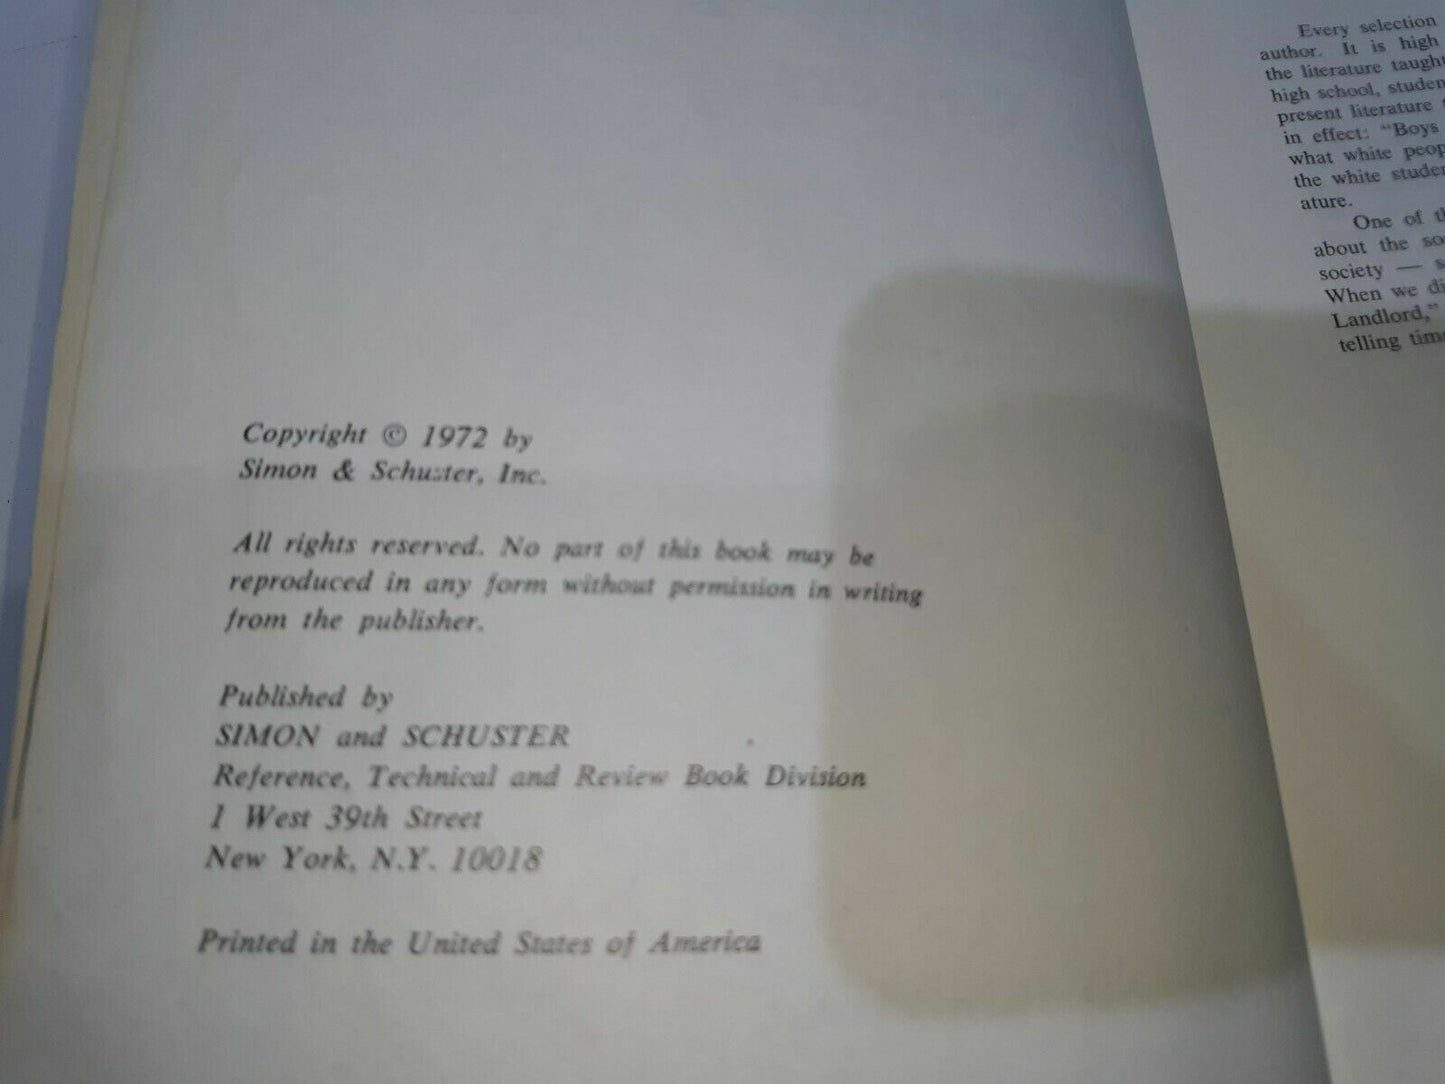 Copyright © 1972 by
Simon & Schuster, Inc.
All rights reserved. No part of this book may be
reproduced in any form without permission in writing
from the publisher.
Published by
SIMON and SCHUSTER
Reference, Technical and Review Book Division
1 West 39th Street
New York, N.Y. 10018
Printed in the United States of America
Every selection
author. It is high
the literature taught
high school, studen
present literature
in effect: "Boys
what white peop
the white studen
ature.
One of th
about the so
society — s
When we di
Landlord,"
telling tim